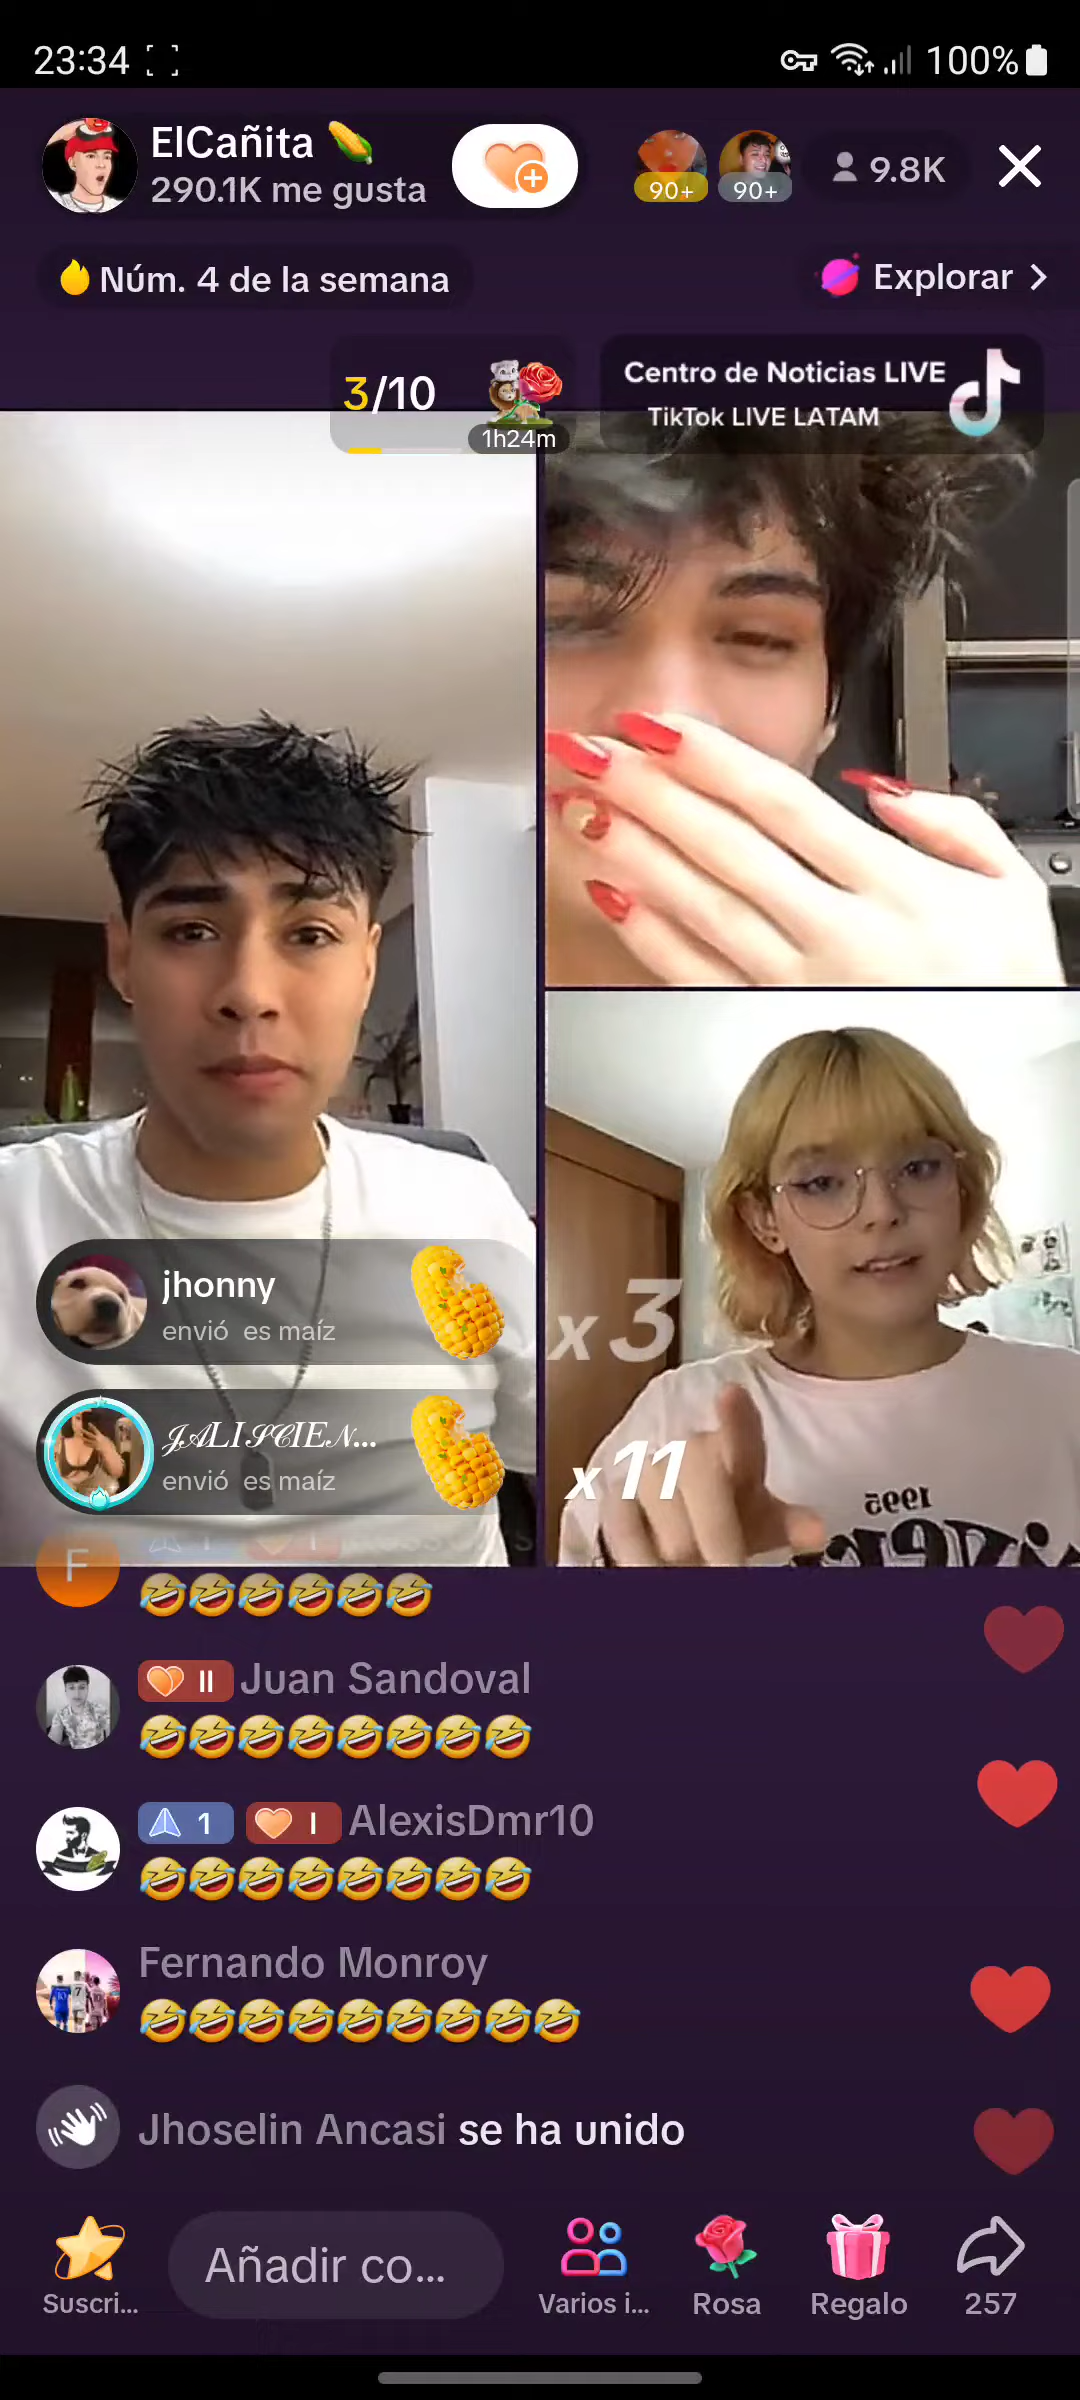 23:34
100%
ElCañita
290.1K me gusta
90+
90+
9.8K
Núm. 4 de la semana
Explorar
3/10
1h24m
Centro de Noticias LIVE
TikTok LIVE LATAM
jhonny
envió es maíz
x3
JALISCIEN...
envió es maíz
x11
1995
F
II Juan Sandoval
🤣🤣🤣🤣🤣🤣🤣🤣
1 I AlexisDmr10
🤣🤣🤣🤣🤣🤣🤣🤣
Fernando Monroy
🤣🤣🤣🤣🤣🤣🤣🤣🤣
Jhoselin Ancasi se ha unido
Suscri...
Añadir co...
Varios i...
Rosa
Regalo
257